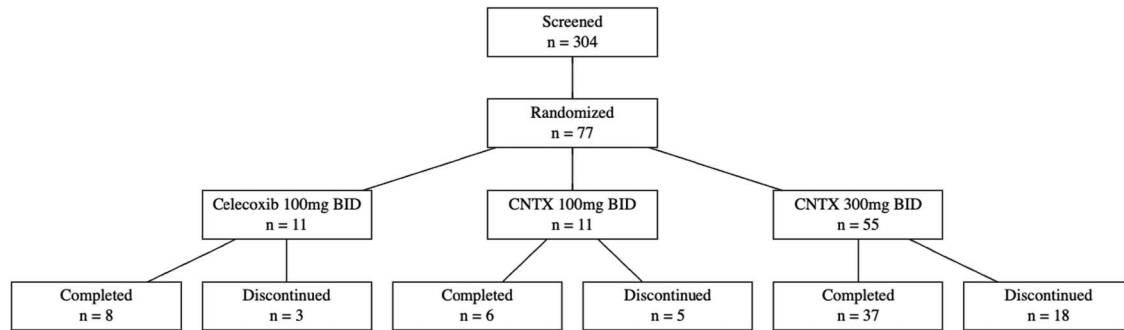 Screened
n = 304
Randomized
n = 77
Celecoxib 100mg BID
n = 11
CNTX 100mg BID
n = 11
CNTX 300mg BID
n = 55
Completed
n = 8
Discontinued
n = 3
Completed
n = 6
Discontinued
n = 5
Completed
n = 37
Discontinued
n = 18